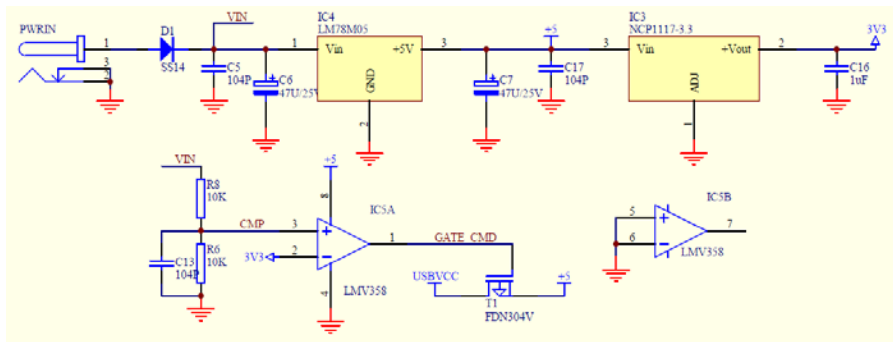 PWRIN
1
3
2
D1
SS14
VIN
C5
104P
C6
47U/25V
IC4
LM78M05
1
Vin
+5V
3
GND
2
C7
47U/25V
+5
C17
104P
IC3
NCP1117-3.3
3
Vin
+Vout
2
ADJ
1
3V3
C16
1uF
VIN
R8
10K
CMP
C13
104P
R6
10K
3V3
+5
8
3
2
1
4
IC5A
LMV358
GATE_CMD
USBVCC
T1
FDN304V
+5
IC5B
5
6
7
LMV358